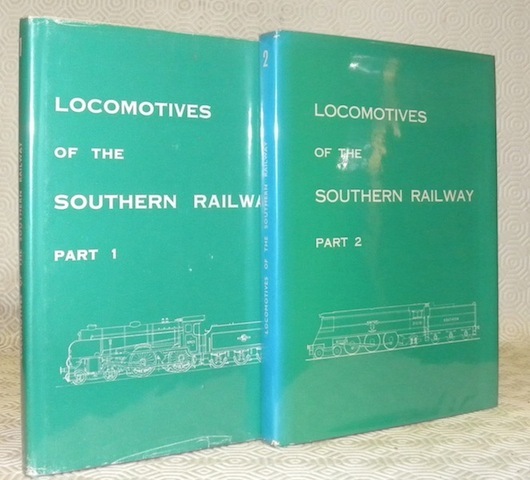 LOCOMOTIVES
OF THE
SOUTHERN RAILWA
PART 1
2
LOCOMOTIVES OF THE SOUTHERN RAILWAY
LOCOMOTIVES
OF THE
SOUTHERN RAILWAY
PART 2